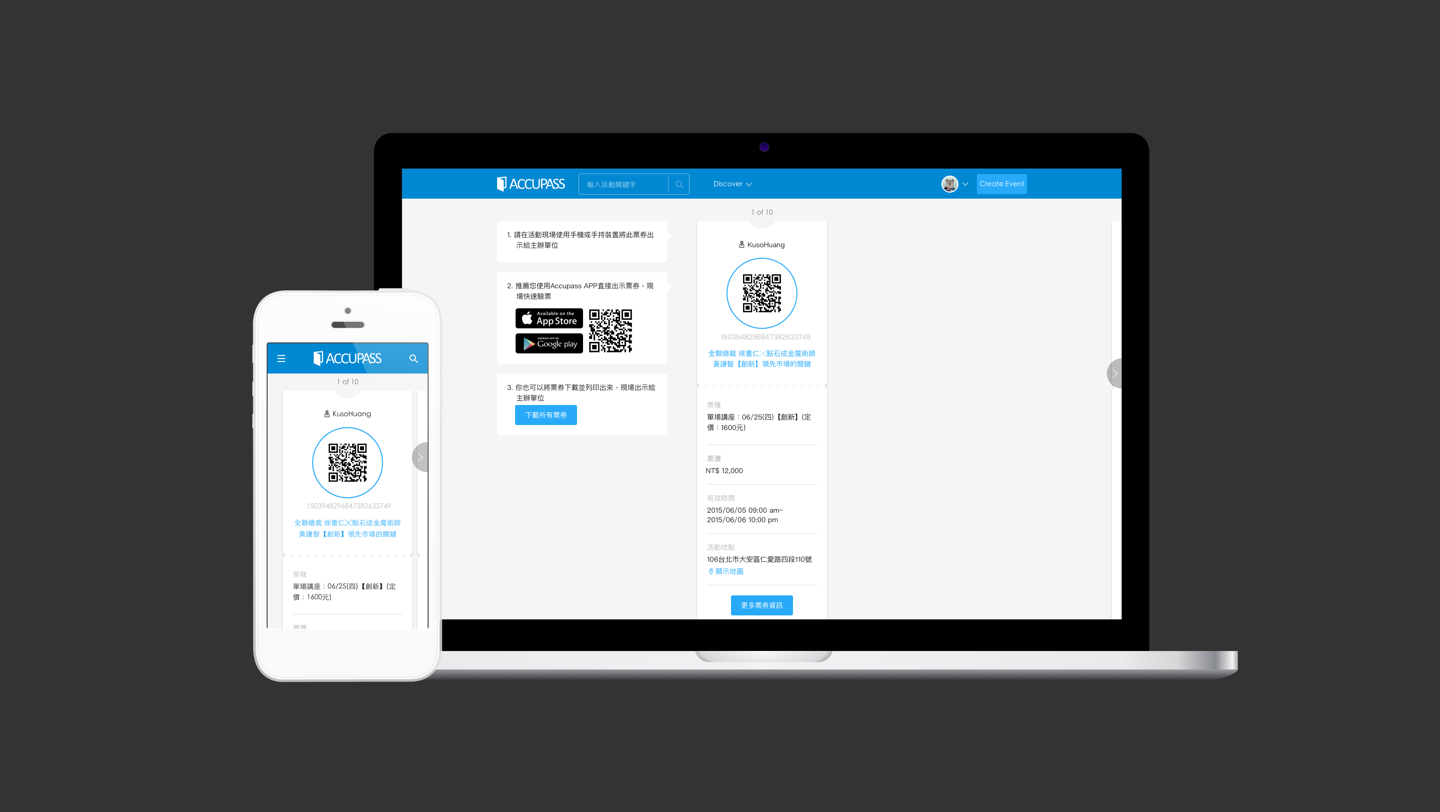 ACCUPASS
輸入活動關鍵字
Discover
Create Event
1 of 10
1. 請在活動現場使用手機或手持裝置將此票券出
示給主辦單位
2. 推薦您使用Accupass APP直接出示票券，現
場快速驗票
Available on the
App Store
ANDROID APP ON
Google play
3. 你也可以將票券下載並列印出來，現場出示給
主辦單位
下載所有票券
KusoHuang
1503948296847382633749
全聯總裁 徐重仁╳點石成金魔術師
黃謙智【創新】領先市場的關鍵
票種
單場講座：06/25(四)【創新】(定
價：1600元)
票價
NT$ 12,000
有效時間
2015/06/05 09:00 am~
2015/06/06 10:00 pm
活動地點
106台北市大安區仁愛路四段110號
顯示地圖
更多票券資訊
ACCUPASS
1 of 10
KusoHuang
1503948296847382633749
全聯總裁 徐重仁╳點石成金魔術師
黃謙智【創新】領先市場的關鍵
票種
單場講座：06/25(四)【創新】(定
價：1600元)
票價